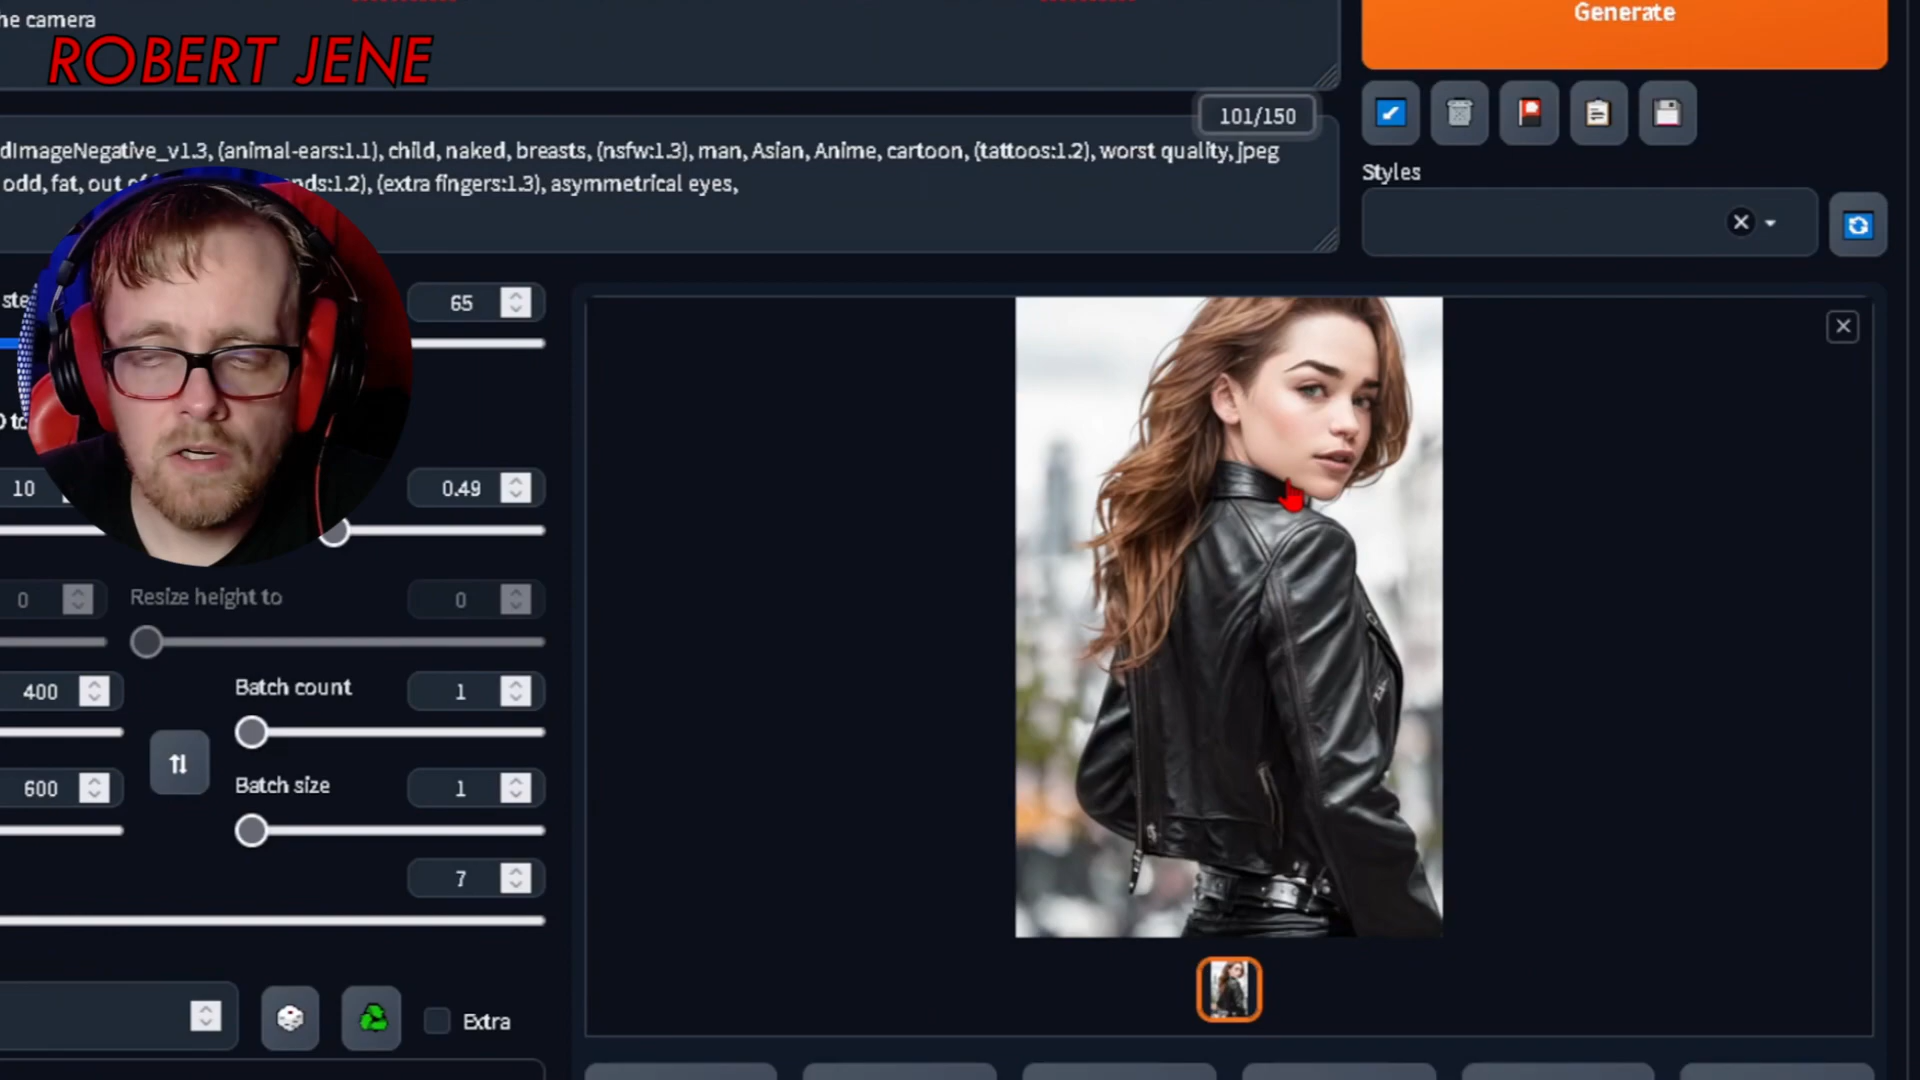 he camera
Generate
ROBERT JENE
101/150
dImageNegative_v1.3, (animal-ears:1.1), child, naked, breasts, (nsfw:1.3), man, Asian, Anime, cartoon, (tattoos:1.2), worst quality, jpeg
odd, fat, out nds:1.2), (extra fingers:1.3), asymmetrical eyes,
Styles
ste 65
10 0.49
0 Resize height to 0
400 Batch count 1
600 Batch size 1
7
Extra